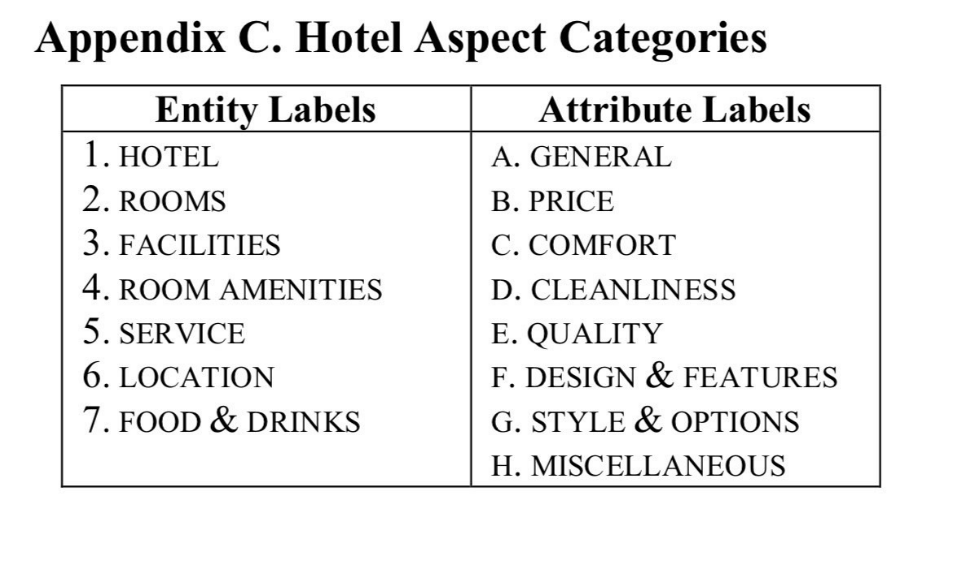 Appendix C. Hotel Aspect Categories
Entity Labels
Attribute Labels
1. HOTEL
A. GENERAL
2. ROOMS
B. PRICE
3. FACILITIES
C. COMFORT
4. ROOM AMENITIES
D. CLEANLINESS
5. SERVICE
E. QUALITY
6. LOCATION
F. DESIGN & FEATURES
7. FOOD & DRINKS
G. STYLE & OPTIONS
H. MISCELLANEOUS